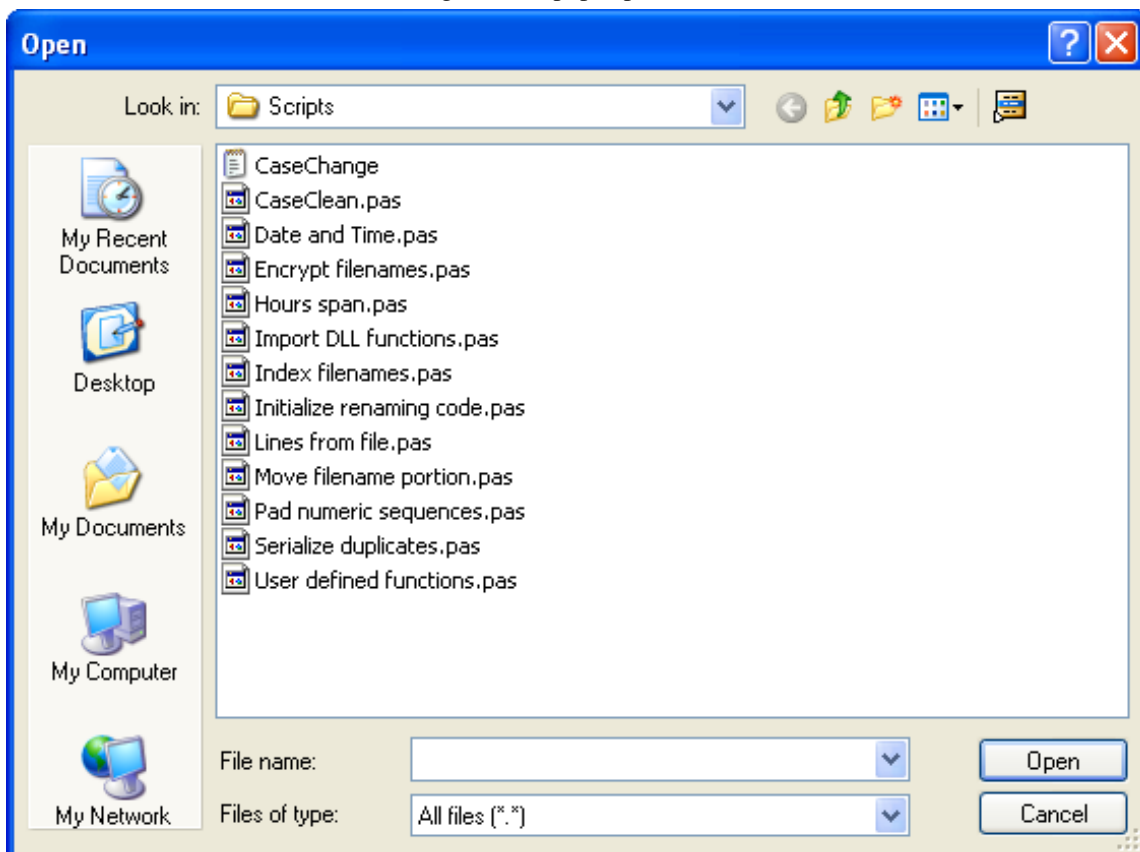 Open
Look in: Scripts
CaseChange
CaseClean.pas
Date and Time.pas
Encrypt filenames.pas
Hours span.pas
Import DLL functions.pas
Index filenames.pas
Initialize renaming code.pas
Lines from file.pas
Move filename portion.pas
Pad numeric sequences.pas
Serialize duplicates.pas
User defined functions.pas
My Recent
Documents
Desktop
My Documents
My Computer
My Network
File name:
Open
Files of type: All files (*.*)
Cancel